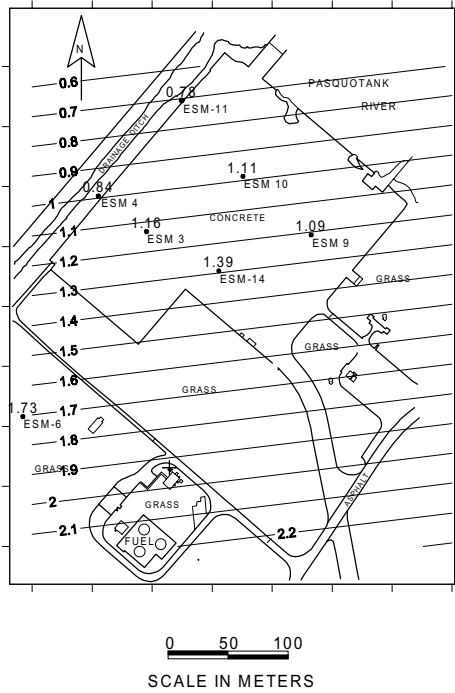 N
0.6
PASQUOTANK
0.78
0.7
RIVER
ESM-11
0.8
DRAINAGE DITCH
0.9
1.11
0.84
ESM 10
1
ESM 4
CONCRETE
1.16
1.09
1.1
ESM 3
ESM 9
1.2
1.39
ESM-14
GRASS
1.3
1.4
GRASS
1.5
1.6
GRASS
1.73
1.7
ESM-6
1.8
GRASS
1.9
ASPHALT
2
GRASS
2.1
2.2
FUEL
0 50 100
SCALE IN METERS